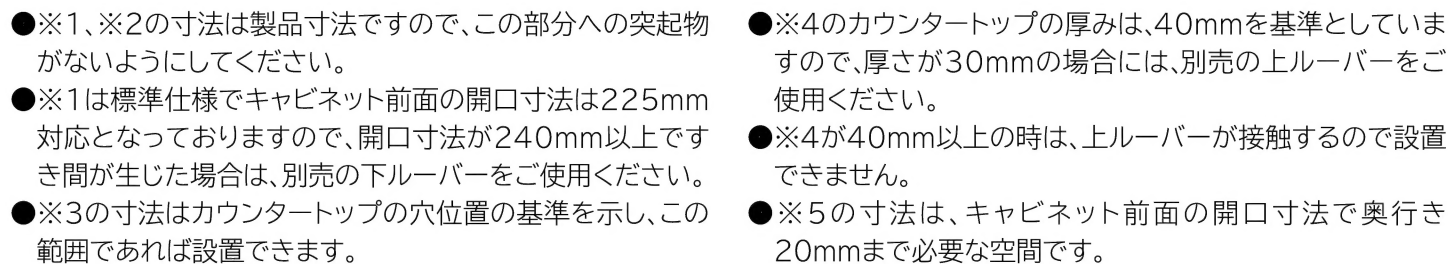 ●※1、※2の寸法は製品寸法ですので、この部分への突起物
がないようにしてください。
●※1は標準仕様でキャビネット前面の開口寸法は225mm
対応となっておりますので、開口寸法が240mm以上です
き間が生じた場合は、別売の下ルーバーをご使用ください。
●※3の寸法はカウンタートップの穴位置の基準を示し、この
範囲であれば設置できます。
●※4のカウンタートップの厚みは、40mmを基準としていま
すので、厚さが30mmの場合には、別売の上ルーバーをご
使用ください。
●※4が40mm以上の時は、上ルーバーが接触するので設置
できません。
●※5の寸法は、キャビネット前面の開口寸法で奥行き
20mmまで必要な空間です。